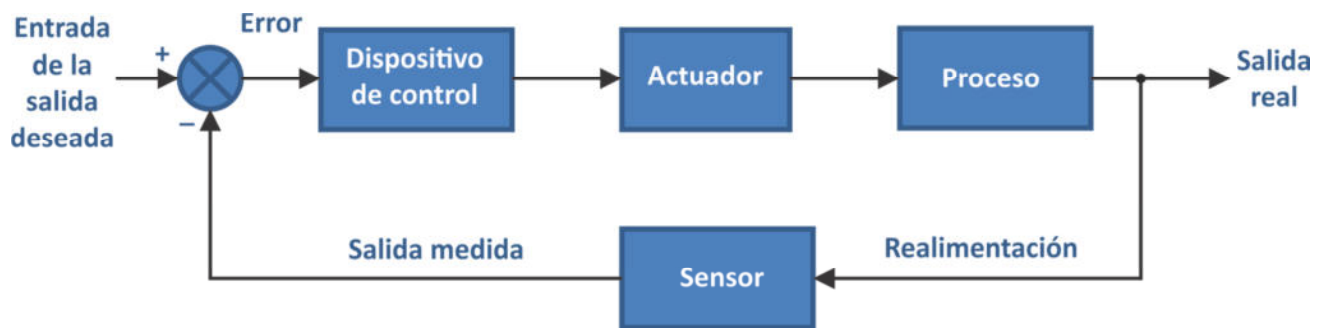 Entrada
de la
salida
deseada
+
−
Error
Dispositivo
de control
Actuador
Proceso
Salida
real
Salida medida
Sensor
Realimentación